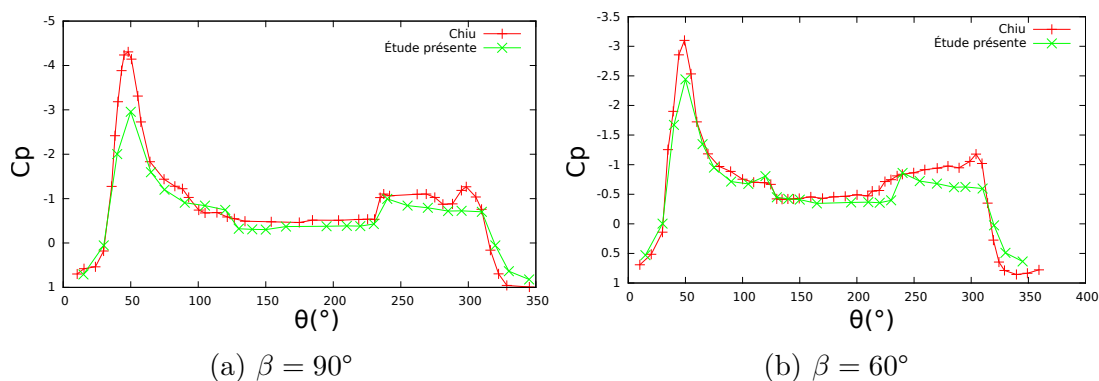 -5
-4
-3
-2
-1
0
1
0 50 100 150 200 250 300 350
Cp
θ(°)
Chiu
Étude présente
(a) β = 90°
-3.5
-3
-2.5
-2
-1.5
-1
-0.5
0
0.5
1
0 50 100 150 200 250 300 350 400
Cp
θ(°)
Chiu
Étude présente
(b) β = 60°